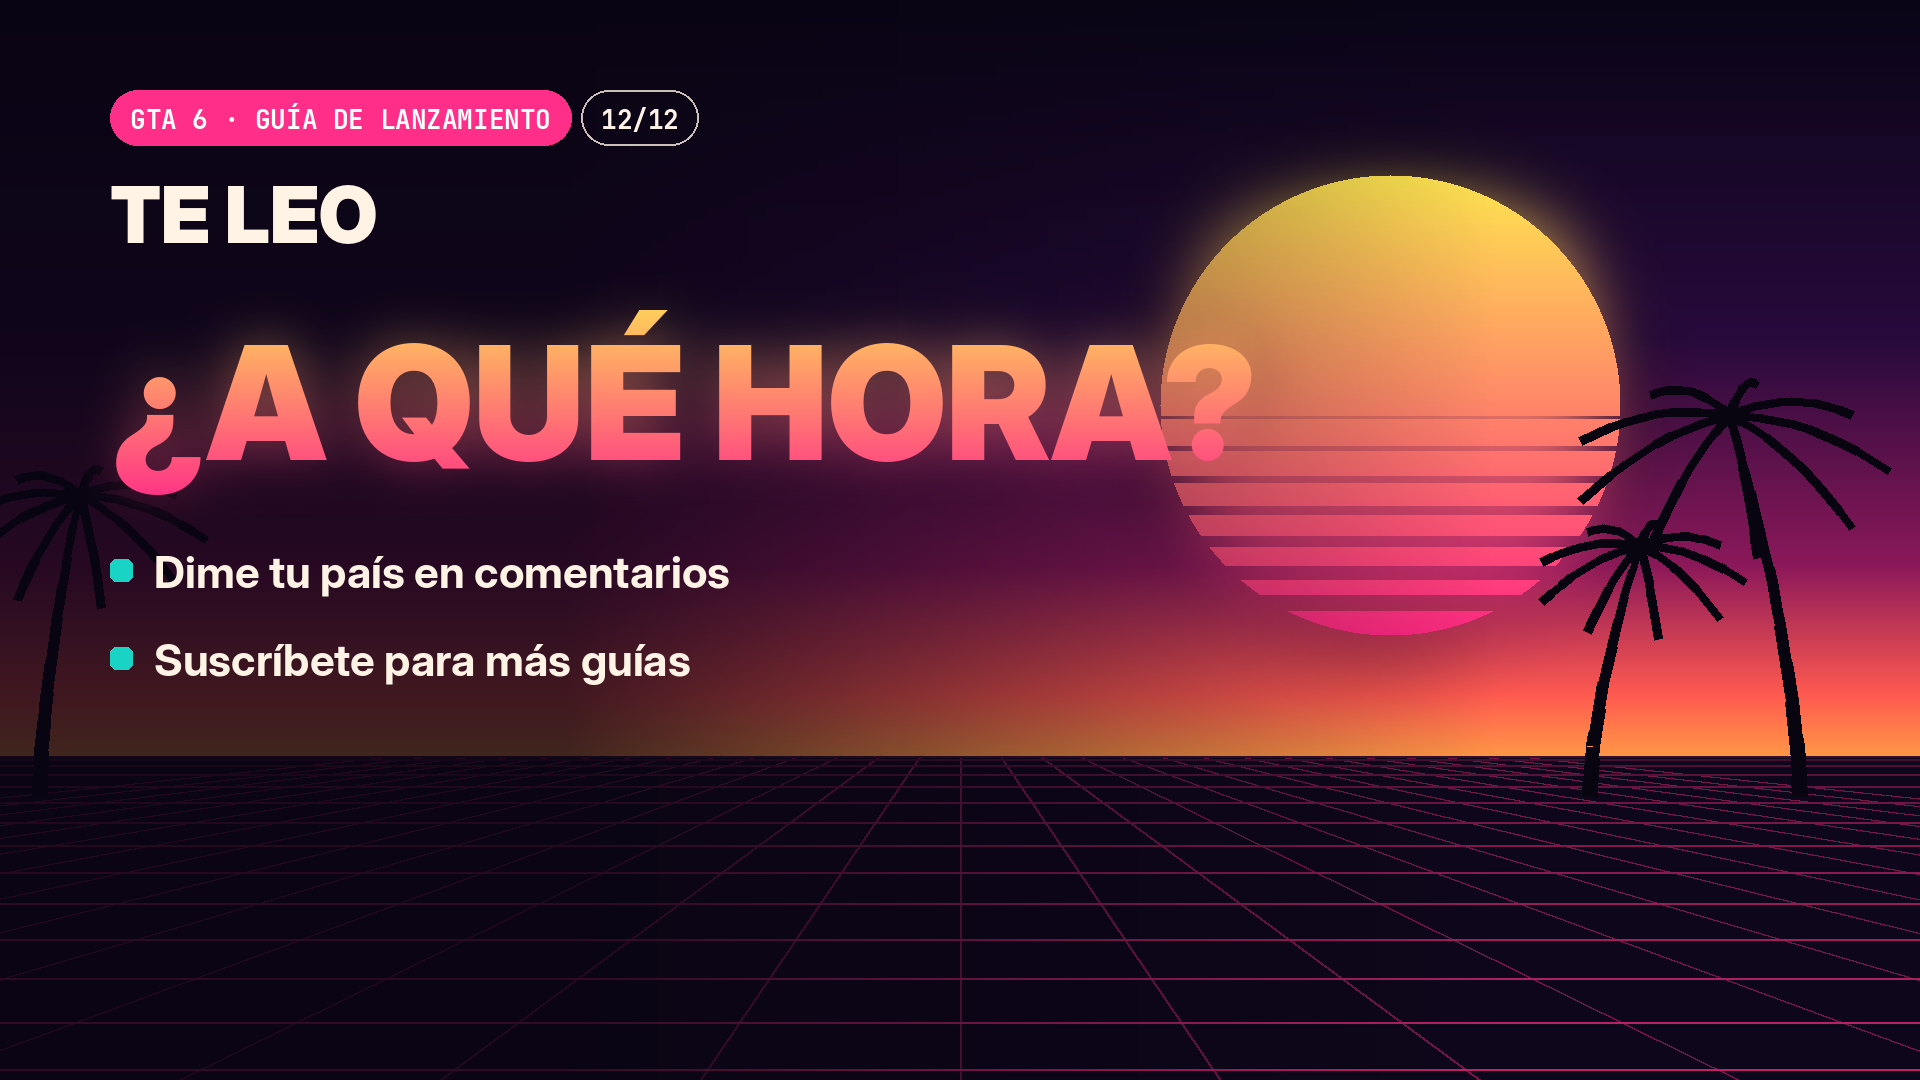 GTA 6 · GUÍA DE LANZAMIENTO 12/12
TE LEO
¿A QUÉ HORA?
Dime tu país en comentarios
Suscríbete para más guías